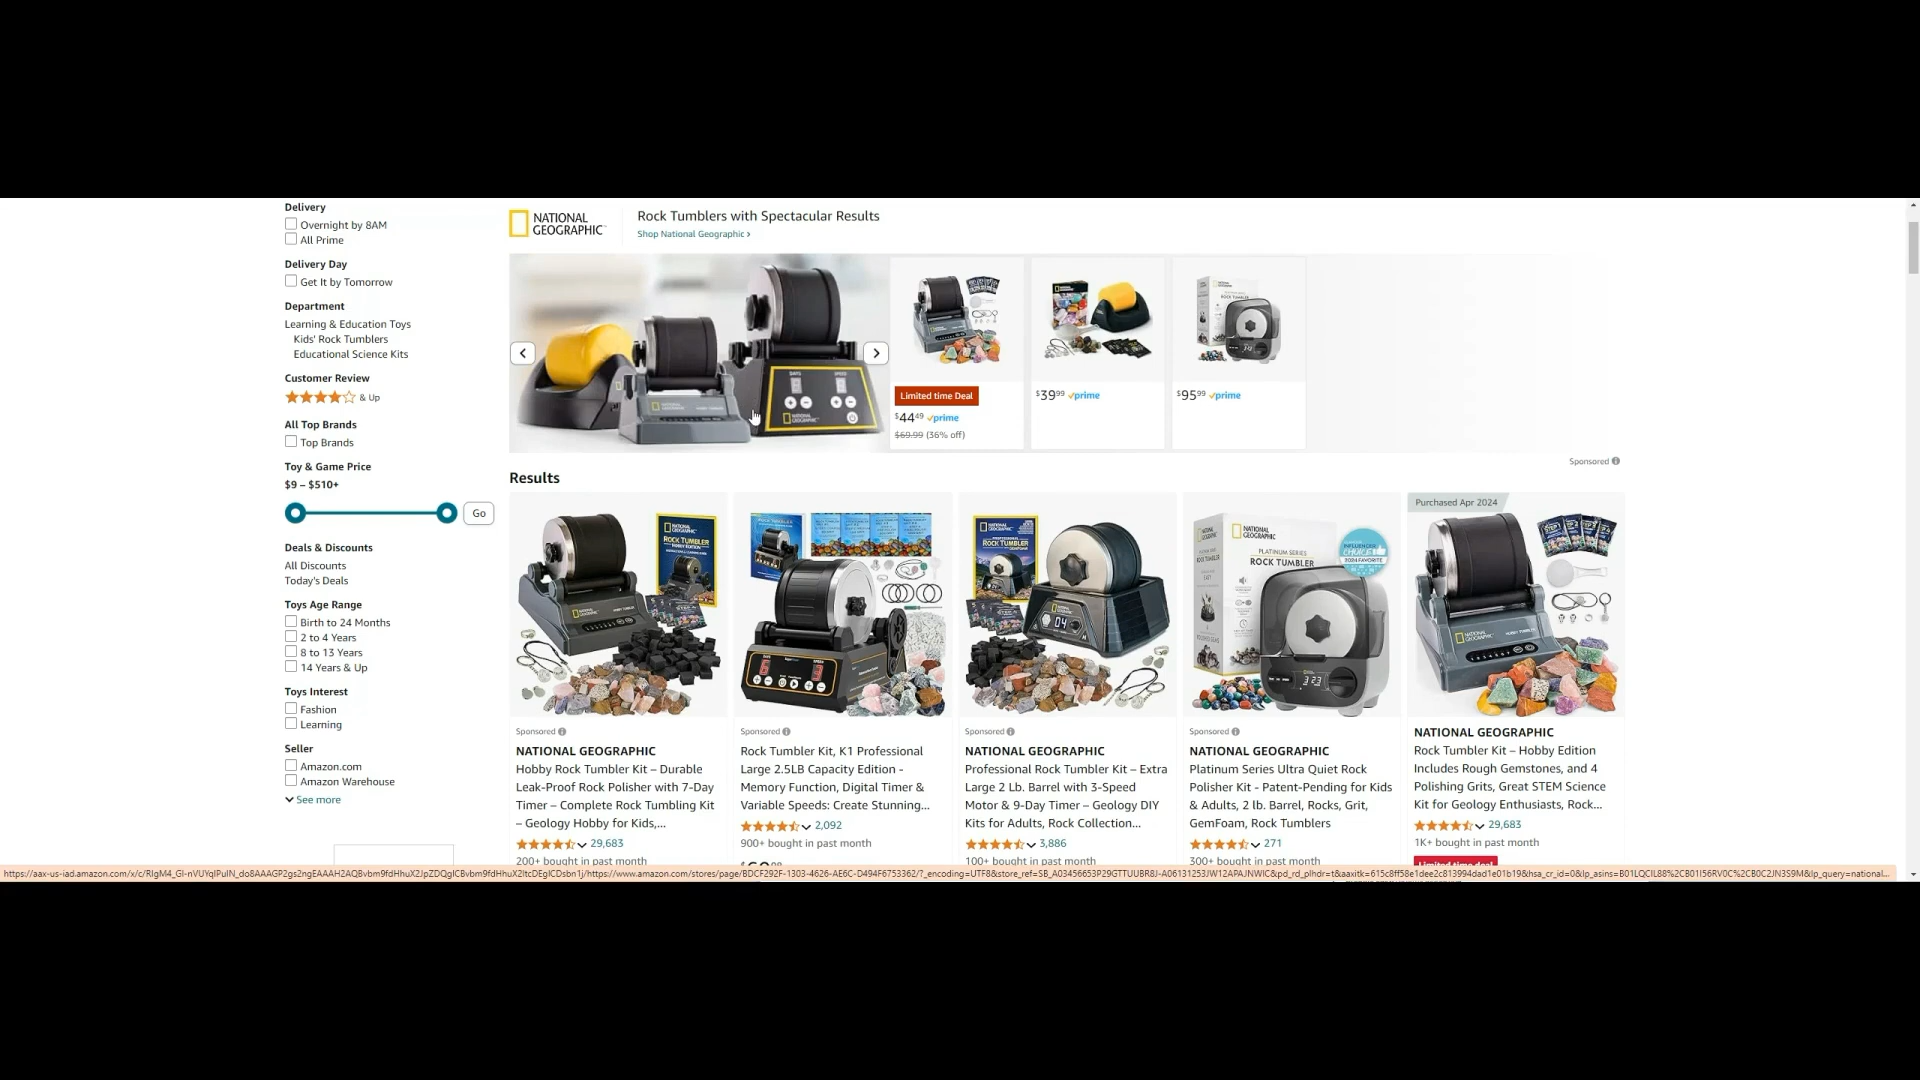 Delivery
Overnight by 8AM
All Prime
Delivery Day
Get It by Tomorrow
Department
Learning & Education Toys
Kids' Rock Tumblers
Educational Science Kits
Customer Review
& Up
All Top Brands
Top Brands
Toy & Game Price
$9 – $510+
Go
Deals & Discounts
All Discounts
Today's Deals
Toys Age Range
Birth to 24 Months
2 to 4 Years
8 to 13 Years
14 Years & Up
Toys Interest
Fashion
Learning
Seller
Amazon.com
Amazon Warehouse
See more
NATIONAL
GEOGRAPHIC
Rock Tumblers with Spectacular Results
Shop National Geographic ›
Limited time Deal
$44.49 prime
$69.99 (36% off)
$39.99 prime
$95.99 prime
Sponsored
Results
Sponsored
NATIONAL GEOGRAPHIC
Hobby Rock Tumbler Kit – Durable
Leak-Proof Rock Polisher with 7-Day
Timer – Complete Rock Tumbling Kit
– Geology Hobby for Kids,...
29,683
200+ bought in past month
Sponsored
Rock Tumbler Kit, K1 Professional
Large 2.5LB Capacity Edition -
Memory Function, Digital Timer &
Variable Speeds: Create Stunning...
2,092
900+ bought in past month
Sponsored
NATIONAL GEOGRAPHIC
Professional Rock Tumbler Kit – Extra
Large 2 Lb. Barrel with 3-Speed
Motor & 9-Day Timer – Geology DIY
Kits for Adults, Rock Collection...
3,886
100+ bought in past month
NATIONAL
GEOGRAPHIC
PLATINUM SERIES
ROCK TUMBLER
Sponsored
NATIONAL GEOGRAPHIC
Platinum Series Ultra Quiet Rock
Polisher Kit - Patent-Pending for Kids
& Adults, 2 lb. Barrel, Rocks, Grit,
GemFoam, Rock Tumblers
271
300+ bought in past month
Purchased Apr 2024
NATIONAL GEOGRAPHIC
Rock Tumbler Kit – Hobby Edition
Includes Rough Gemstones, and 4
Polishing Grits, Great STEM Science
Kit for Geology Enthusiasts, Rock...
29,683
1K+ bought in past month
Limited time deal